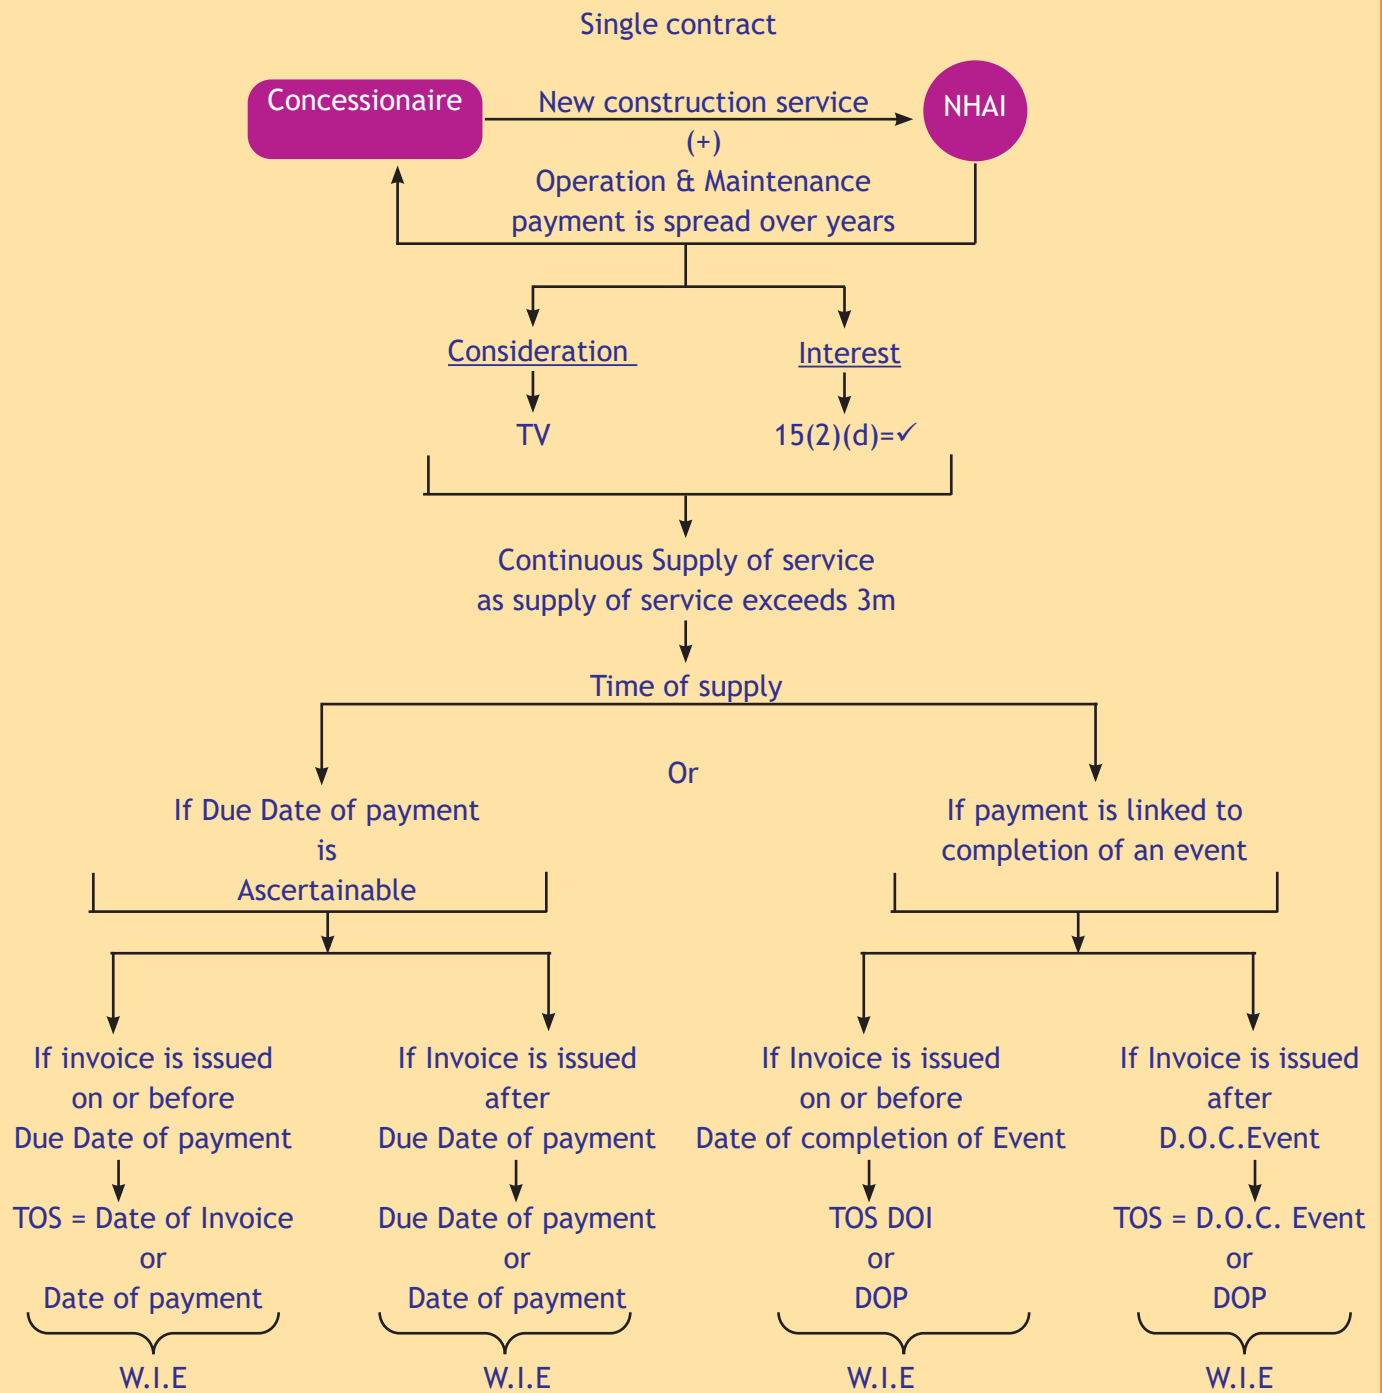 Single contract
Concessionaire
New construction service
NHAI
(+)
Operation & Maintenance
payment is spread over years
Consideration
Interest
TV
15(2)(d)=✓
Continuous Supply of service
as supply of service exceeds 3m
Time of supply
Or
If Due Date of payment
is
Ascertainable
If payment is linked to
completion of an event
If invoice is issued
on or before
Due Date of payment
If Invoice is issued
after
Due Date of payment
If Invoice is issued
on or before
Date of completion of Event
If Invoice is issued
after
D.O.C.Event
TOS = Date of Invoice
or
Date of payment
Due Date of payment
or
Date of payment
TOS DOI
or
DOP
TOS = D.O.C. Event
or
DOP
W.I.E
W.I.E
W.I.E
W.I.E